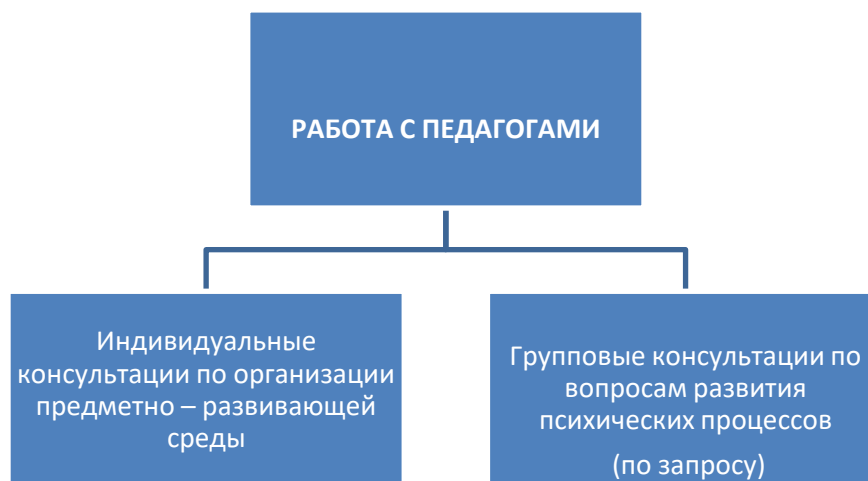 РАБОТА С ПЕДАГОГАМИ
Индивидуальные
консультации по организации
предметно – развивающей
среды
Групповые консультации по
вопросам развития
психических процессов
(по запросу)